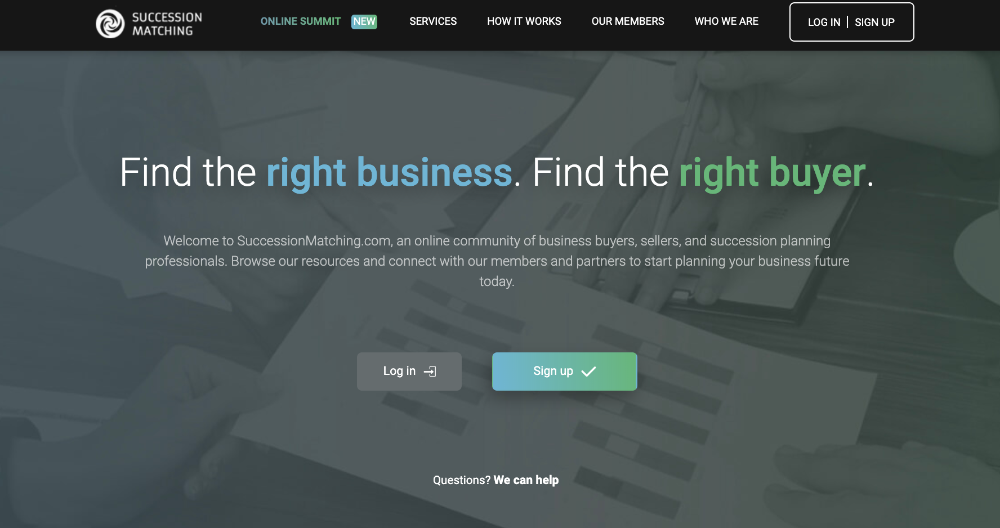 SUCCESSION
MATCHING
ONLINE SUMMIT NEW SERVICES HOW IT WORKS OUR MEMBERS WHO WE ARE LOG IN | SIGN UP
Find the right business. Find the right buyer.
Welcome to SuccessionMatching.com, an online community of business buyers, sellers, and succession planning
professionals. Browse our resources and connect with our members and partners to start planning your business future
today.
Log in Sign up
Questions? We can help